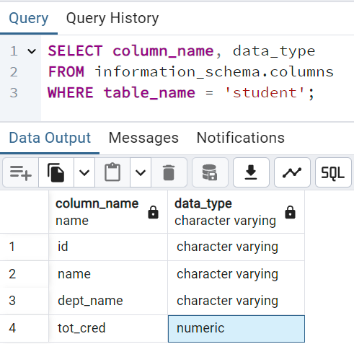 Query Query History
1 SELECT column_name, data_type
2 FROM information_schema.columns
3 WHERE table_name = 'student';
Data Output Messages Notifications
SQL
column_name data_type
name character varying
1 id character varying
2 name character varying
3 dept_name character varying
4 tot_cred numeric